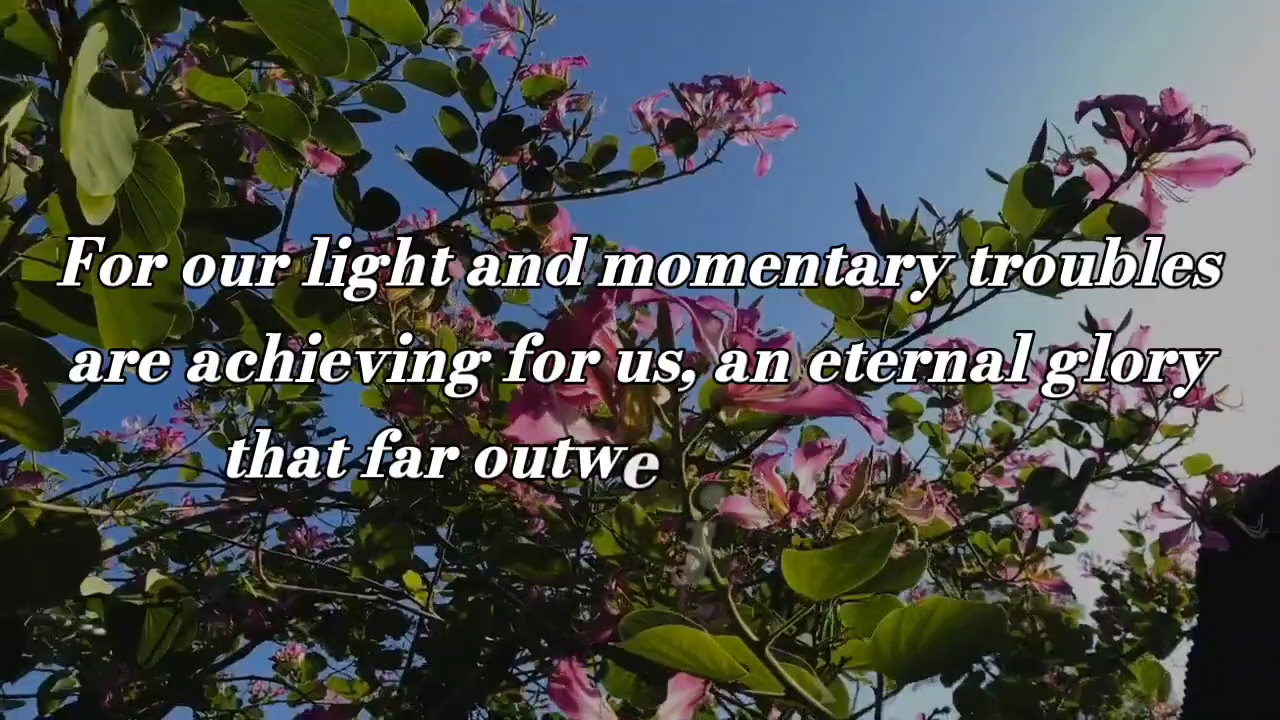 For our light and momentary troubles
are achieving for us, an eternal glory
that far outwe